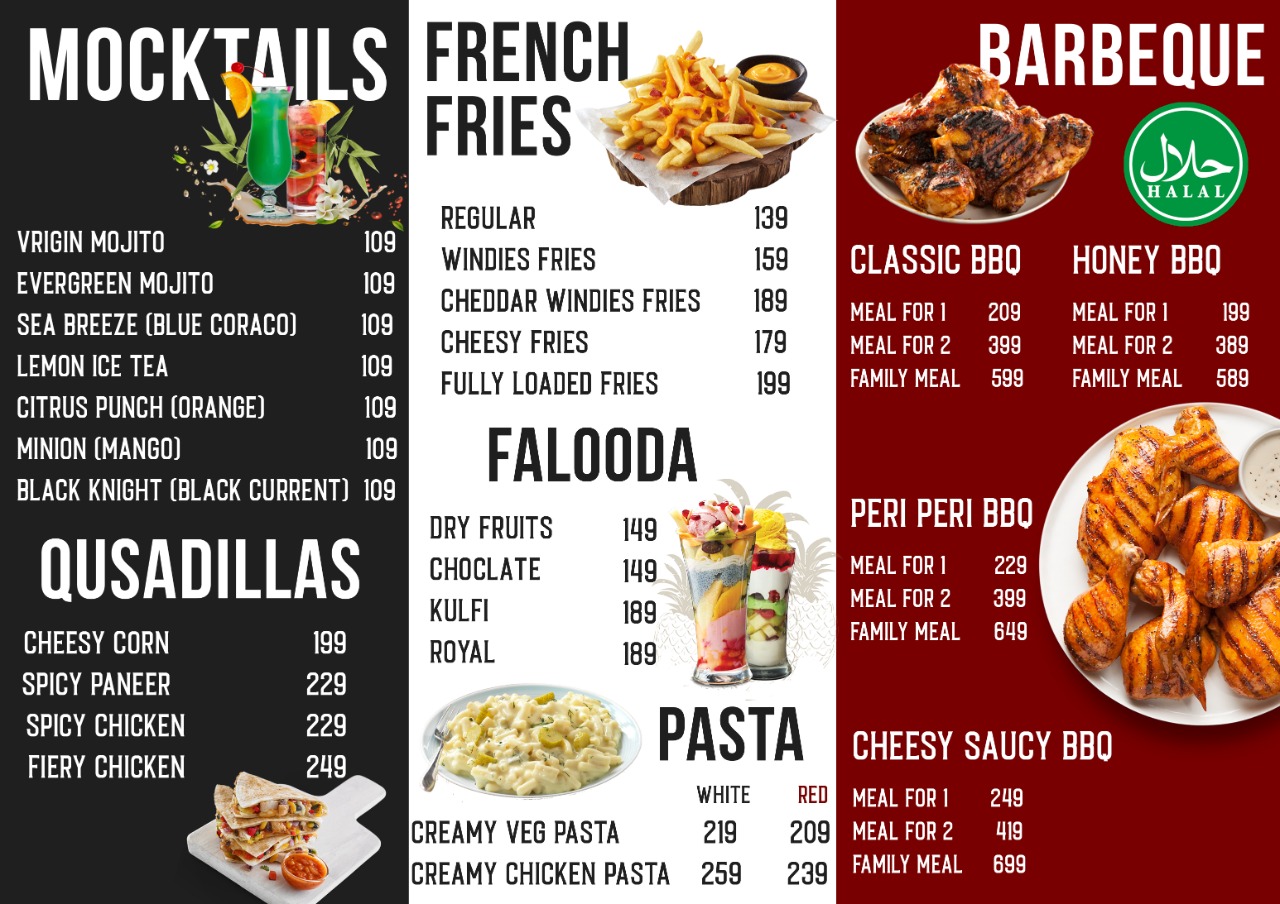 MOCKTAILS
VRIGIN MOJITO 109
EVERGREEN MOJITO 109
SEA BREEZE (BLUE CORACO) 109
LEMON ICE TEA 109
CITRUS PUNCH (ORANGE) 109
MINION (MANGO) 109
BLACK KNIGHT (BLACK CURRENT) 109
QUSADILLAS
CHEESY CORN 199
SPICY PANEER 229
SPICY CHICKEN 229
FIERY CHICKEN 249
FRENCH
FRIES
REGULAR 139
WINDIES FRIES 159
CHEDDAR WINDIES FRIES 189
CHEESY FRIES 179
FULLY LOADED FRIES 199
FALOODA
DRY FRUITS 149
CHOCLATE 149
KULFI 189
ROYAL 189
PASTA
WHITE RED
CREAMY VEG PASTA 219 209
CREAMY CHICKEN PASTA 259 239
BARBEQUE
حلال
HALAL
CLASSIC BBQ
MEAL FOR 1 209
MEAL FOR 2 399
FAMILY MEAL 599
HONEY BBQ
MEAL FOR 1 199
MEAL FOR 2 389
FAMILY MEAL 589
PERI PERI BBQ
MEAL FOR 1 229
MEAL FOR 2 399
FAMILY MEAL 649
CHEESY SAUCY BBQ
MEAL FOR 1 249
MEAL FOR 2 419
FAMILY MEAL 699